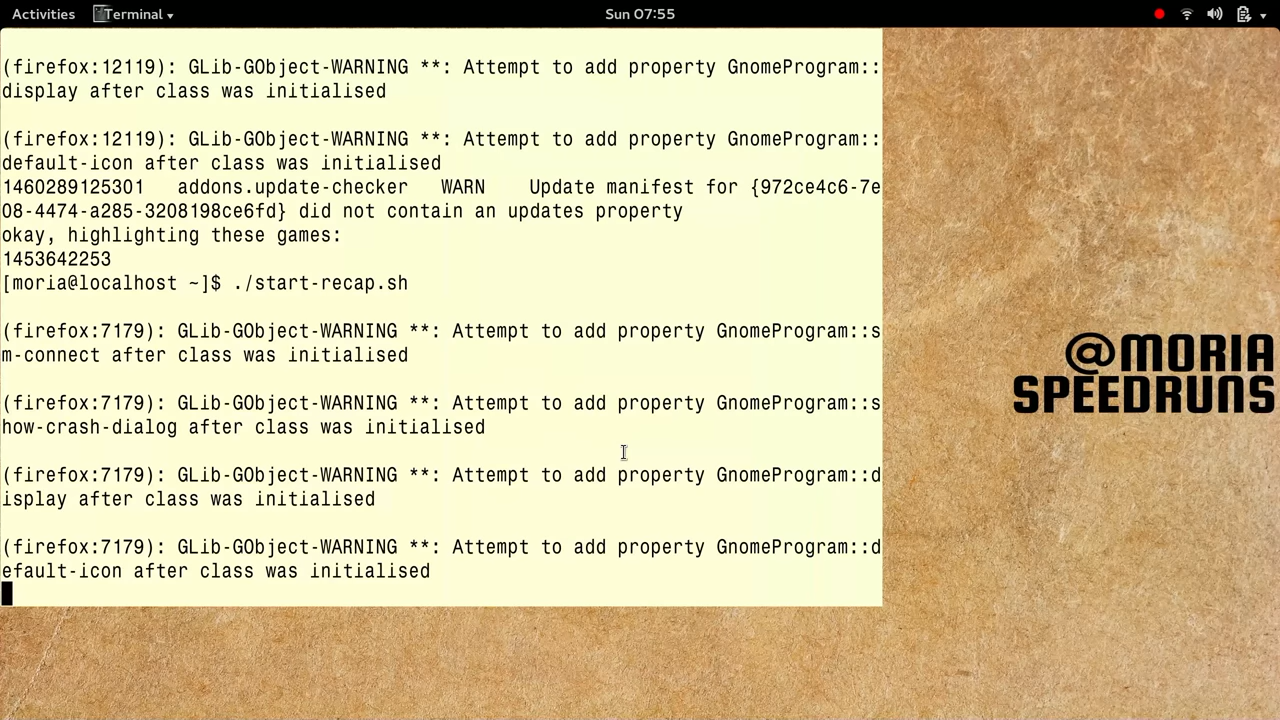 Activities
Terminal
Sun 07:55
(firefox:12119): GLib-GObject-WARNING **: Attempt to add property GnomeProgram::
display after class was initialised
(firefox:12119): GLib-GObject-WARNING **: Attempt to add property GnomeProgram::
default-icon after class was initialised
1460289125301   addons.update-checker   WARN    Update manifest for {972ce4c6-7e
08-4474-a285-3208198ce6fd} did not contain an updates property
okay, highlighting these games:
1453642253
[moria@localhost ~]$ ./start-recap.sh
(firefox:7179): GLib-GObject-WARNING **: Attempt to add property GnomeProgram::s
m-connect after class was initialised
(firefox:7179): GLib-GObject-WARNING **: Attempt to add property GnomeProgram::s
how-crash-dialog after class was initialised
(firefox:7179): GLib-GObject-WARNING **: Attempt to add property GnomeProgram::d
isplay after class was initialised
(firefox:7179): GLib-GObject-WARNING **: Attempt to add property GnomeProgram::d
efault-icon after class was initialised
@MORIA
SPEEDRUNS